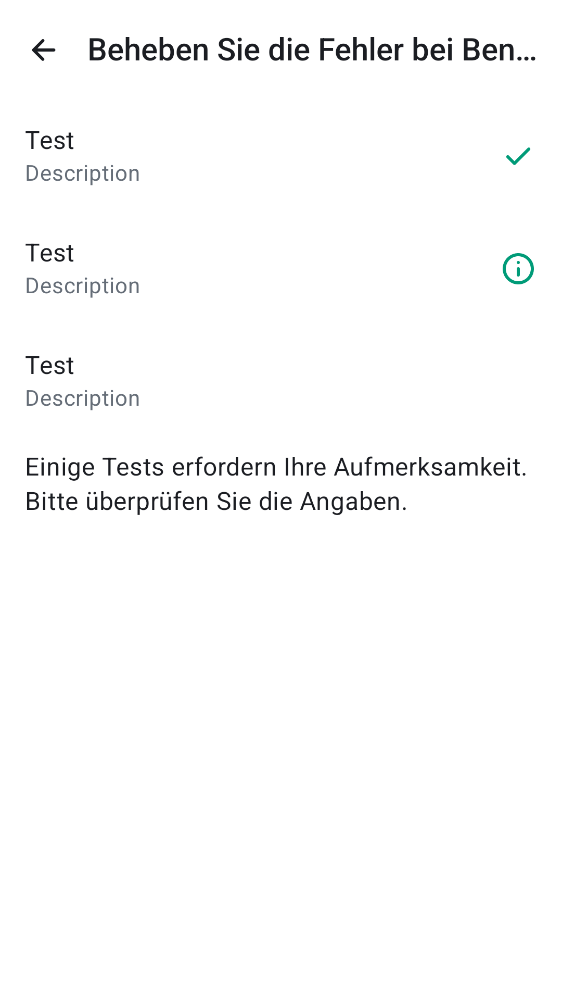 Beheben Sie die Fehler bei Ben…
Test
Description
Test
Description
Test
Description
Einige Tests erfordern Ihre Aufmerksamkeit.
Bitte überprüfen Sie die Angaben.